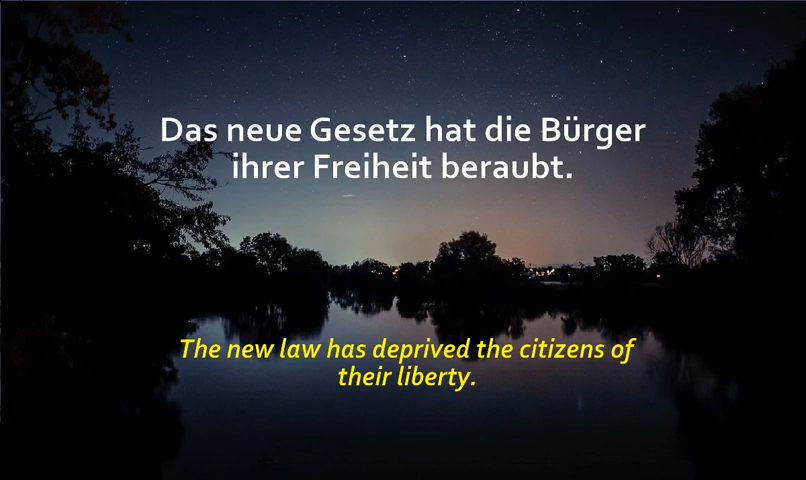 Das neue Gesetz hat die Bürger
ihrer Freiheit beraubt.
The new law has deprived the citizens of
their liberty.